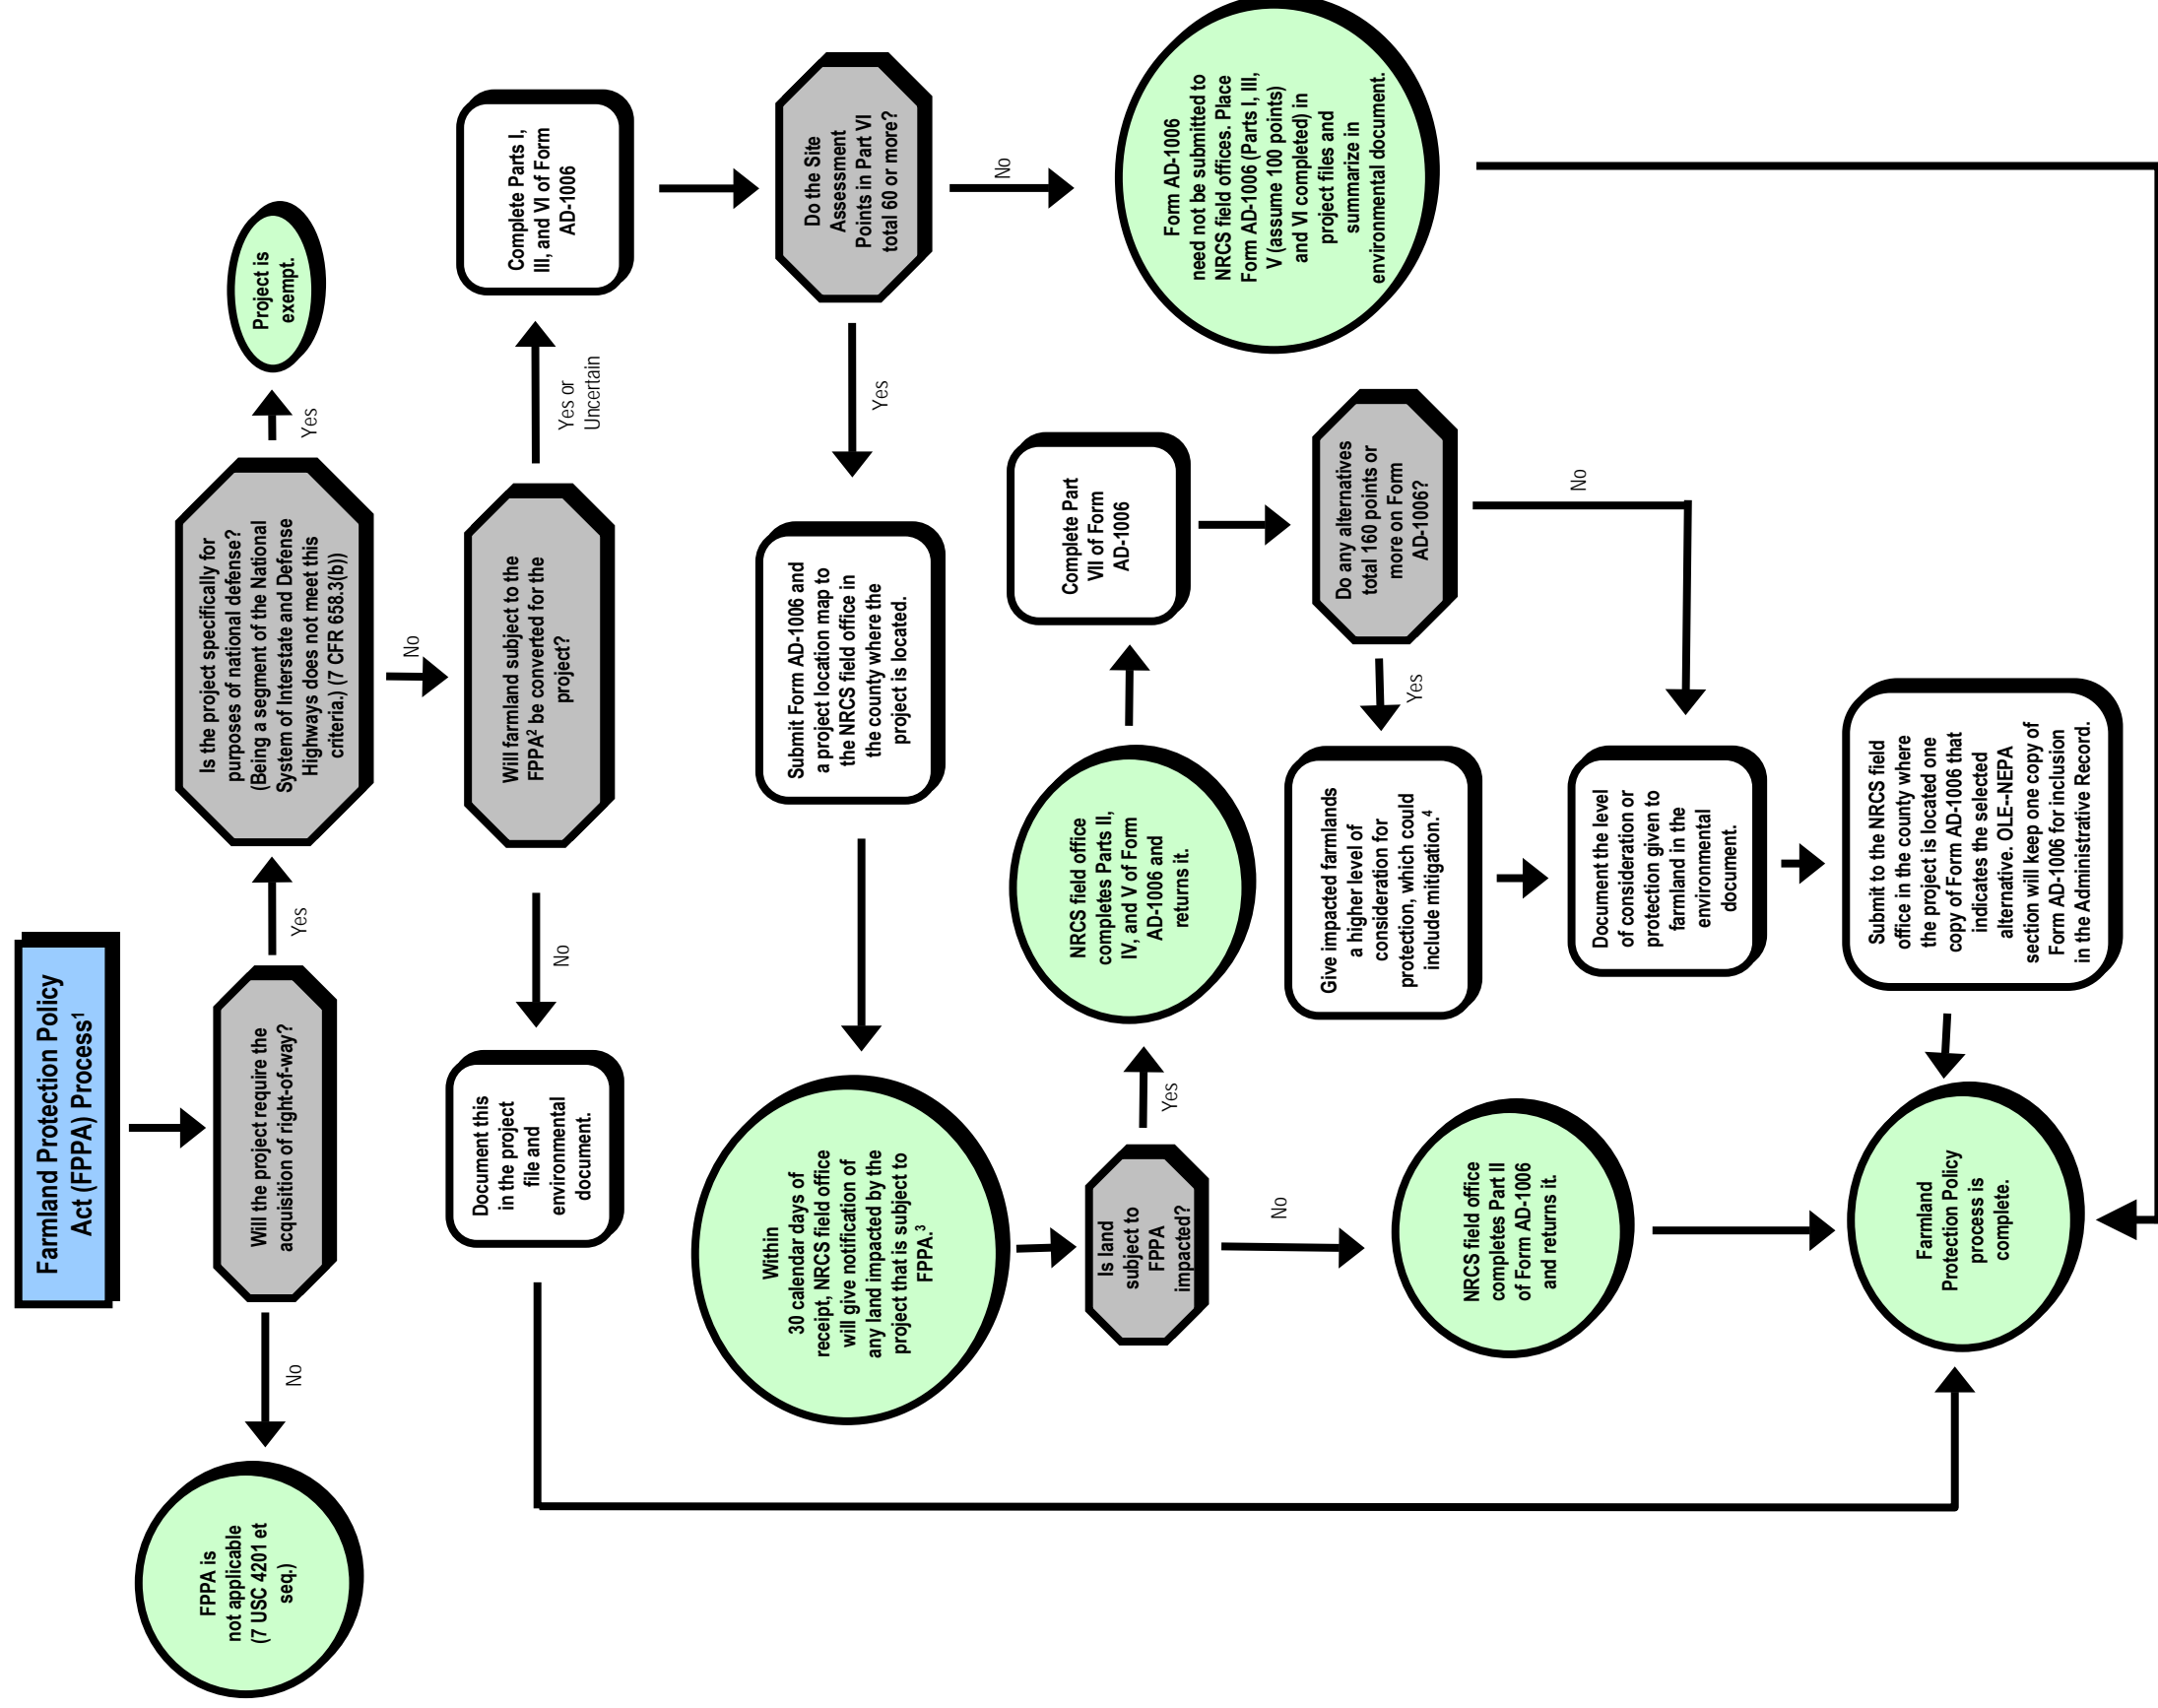 Farmland Protection Policy
Act (FPPA) Process¹
Will the project require the
acquisition of right-of-way?
No
FPPA is
not applicable
(7 USC 4201 et
seq.)
Yes
Is the project specifically for
purposes of national defense?
(Being a segment of the National
System of Interstate and Defense
Highways does not meet this
criteria.) (7 CFR 658.3(b))
Yes
Project is
exempt.
No
Will farmland subject to the
FPPA² be converted for the
project?
No
Document this
in the project
file and
environmental
document.
Yes or
Uncertain
Complete Parts I,
III, and VI of Form
AD-1006
Do the Site
Assessment
Points in Part VI
total 60 or more?
No
Form AD-1006
need not be submitted to
NRCS field offices. Place
Form AD-1006 (Parts I, III,
V (assume 100 points)
and VI completed) in
project files and
summarize in
environmental document.
Yes
Submit Form AD-1006 and
a project location map to
the NRCS field office in
the county where the
project is located.
Within
30 calendar days of
receipt, NRCS field office
will give notification of
any land impacted by the
project that is subject to
FPPA.³
Is land
subject to
FPPA
impacted?
No
NRCS field office
completes Part II
of Form AD-1006
and returns it.
Yes
NRCS field office
completes Parts II,
IV, and V of Form
AD-1006 and
returns it.
Complete Part
VII of Form
AD-1006
Do any alternatives
total 160 points or
more on Form
AD-1006?
No
Yes
Give impacted farmlands
a higher level of
consideration for
protection, which could
include mitigation.⁴
Document the level
of consideration or
protection given to
farmland in the
environmental
document.
Submit to the NRCS field
office in the county where
the project is located one
copy of Form AD-1006 that
indicates the selected
alternative. OLE--NEPA
section will keep one copy of
Form AD-1006 for inclusion
in the Administrative Record.
Farmland
Protection Policy
process is
complete.